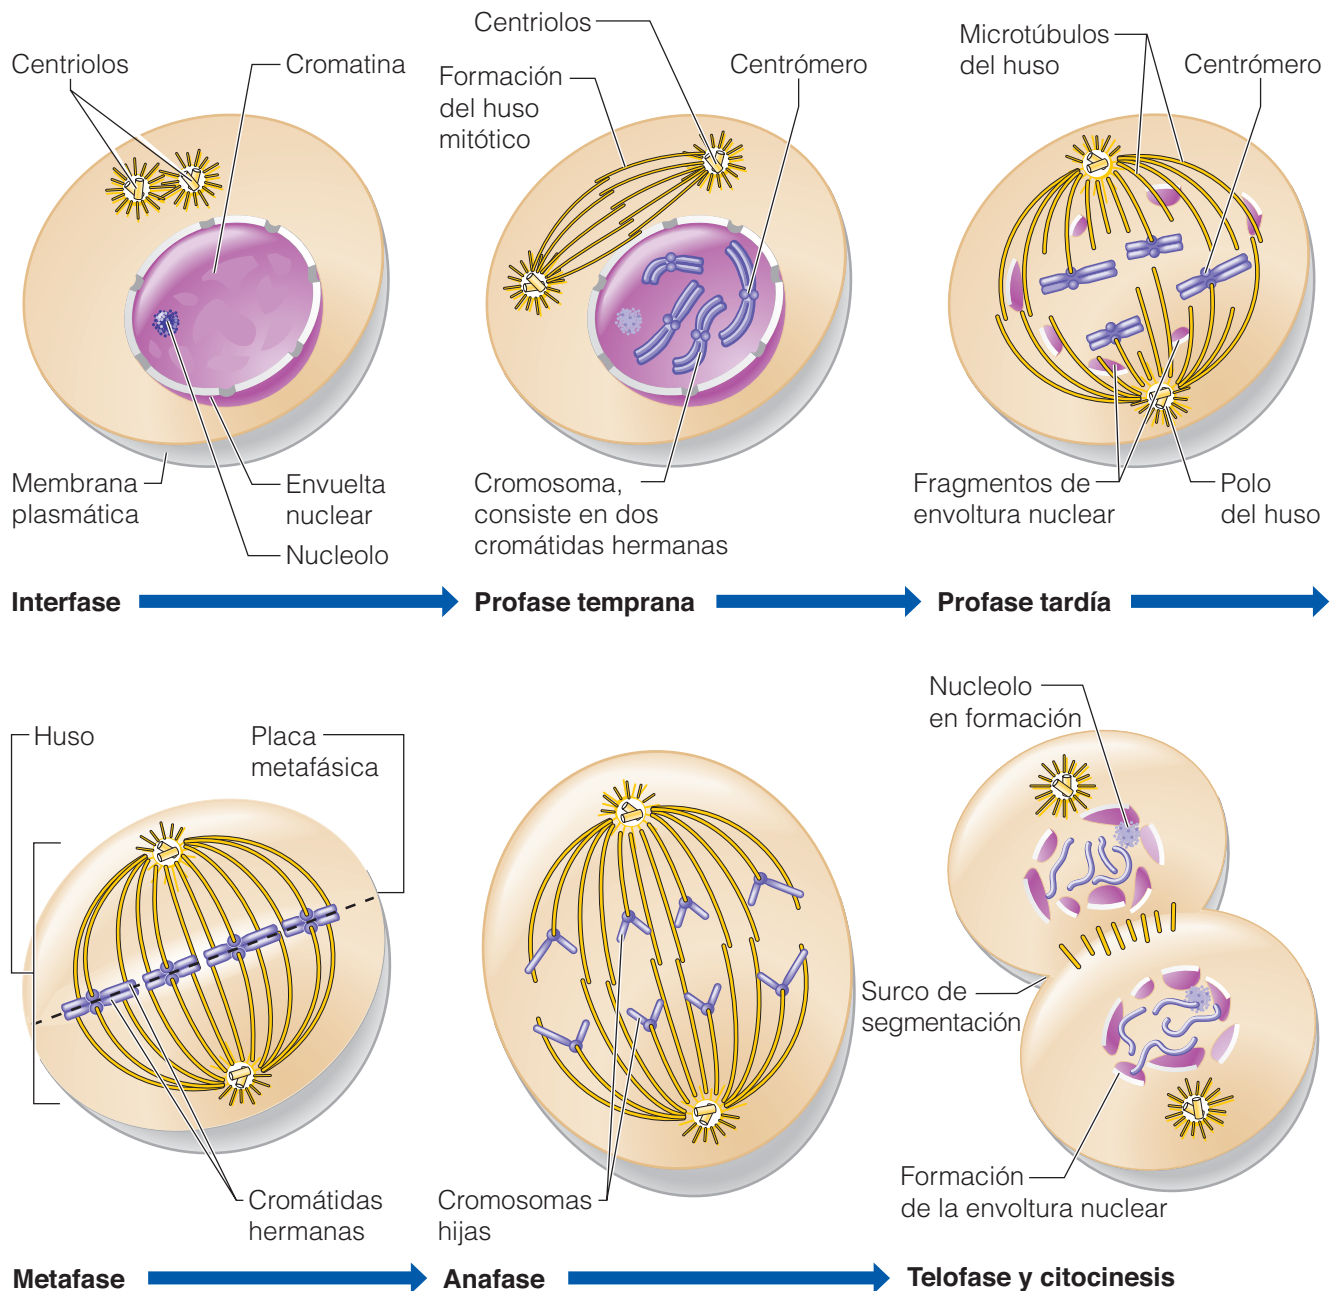 Centriolos
Cromatina
Membrana
plasmática
Envuelta
nuclear
Nucleolo
Interfase
Centriolos
Formación
del huso
mitótico
Centrómero
Cromosoma,
consiste en dos
cromátidas hermanas
Profase temprana
Microtúbulos
del huso
Centrómero
Fragmentos de
envoltura nuclear
Polo
del huso
Profase tardía
Huso
Placa
metafásica
Cromátidas
hermanas
Metafase
Cromosomas
hijas
Anafase
Nucleolo
en formación
Surco de
segmentación
Formación
de la envoltura nuclear
Telofase y citocinesis